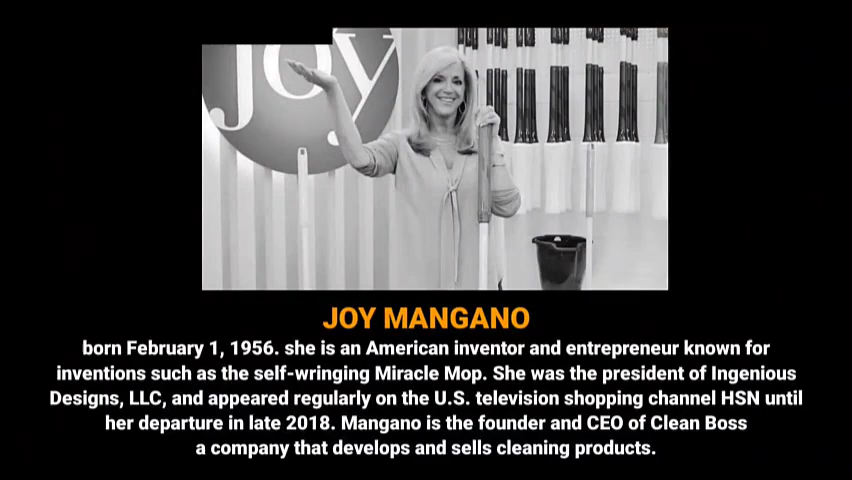 Joy
JOY MANGANO
born February 1, 1956. she is an American inventor and entrepreneur known for
inventions such as the self-wringing Miracle Mop. She was the president of Ingenious
Designs, LLC, and appeared regularly on the U.S. television shopping channel HSN until
her departure in late 2018. Mangano is the founder and CEO of Clean Boss
a company that develops and sells cleaning products.